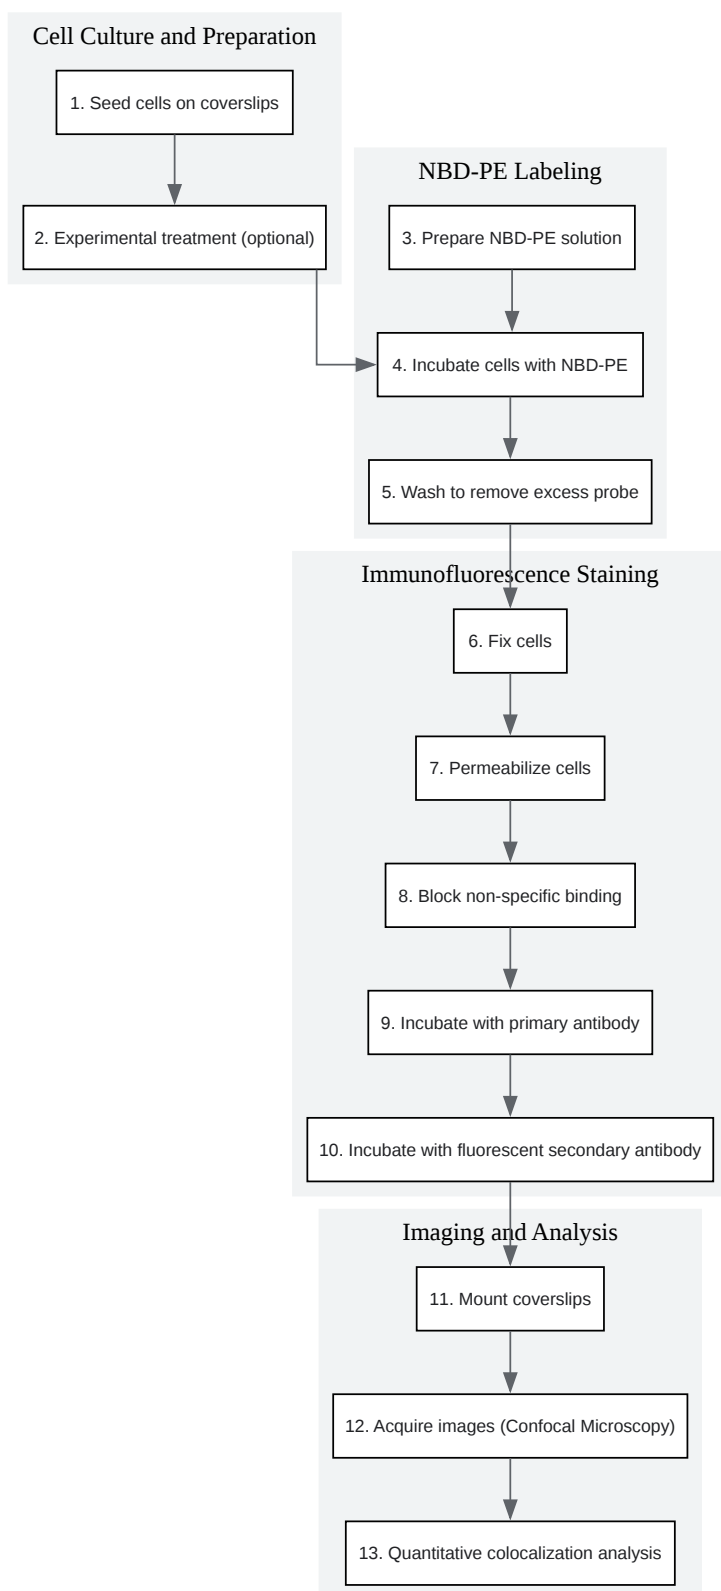 Cell Culture and Preparation
1. Seed cells on coverslips
2. Experimental treatment (optional)
NBD-PE Labeling
3. Prepare NBD-PE solution
4. Incubate cells with NBD-PE
5. Wash to remove excess probe
Immunofluorescence Staining
6. Fix cells
7. Permeabilize cells
8. Block non-specific binding
9. Incubate with primary antibody
10. Incubate with fluorescent secondary antibody
Imaging and Analysis
11. Mount coverslips
12. Acquire images (Confocal Microscopy)
13. Quantitative colocalization analysis